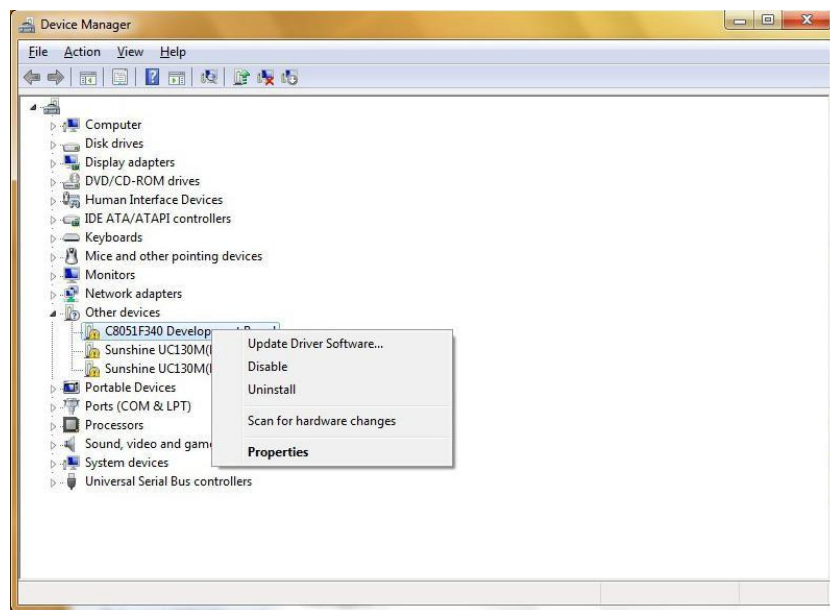 Device Manager
File Action View Help
Computer
Disk drives
Display adapters
DVD/CD-ROM drives
Human Interface Devices
IDE ATA/ATAPI controllers
Keyboards
Mice and other pointing devices
Monitors
Network adapters
Other devices
C8051F340 Develop
Sunshine UC130M(
Sunshine UC130M(
Portable Devices
Ports (COM & LPT)
Processors
Sound, video and gam
System devices
Universal Serial Bus controllers
Update Driver Software...
Disable
Uninstall
Scan for hardware changes
Properties